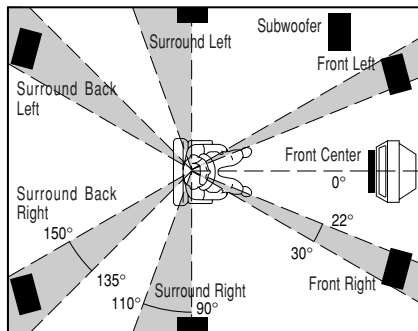 Subwoofer
Surround Left
Front Left
Surround Back
Left
Front Center
0°
Surround Back
Right
150°
22°
30°
135°
110°
Surround Right
90°
Front Right